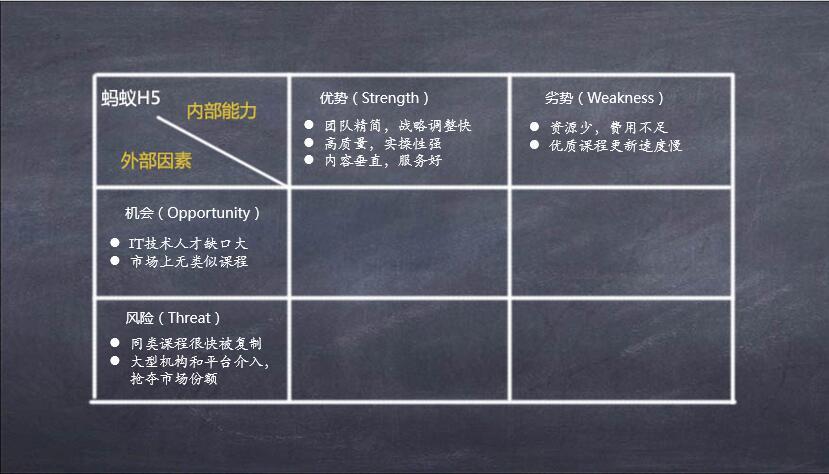 蚂蚁H5
内部能力
外部因素
优势（Strength）
● 团队精简，战略调整快
● 高质量，实操性强
● 内容垂直，服务好
劣势（Weakness）
● 资源少，费用不足
● 优质课程更新速度慢
机会（Opportunity）
● IT技术人才缺口大
● 市场上无类似课程
风险（Threat）
● 同类课程很快被复制
● 大型机构和平台介入，
抢夺市场份额